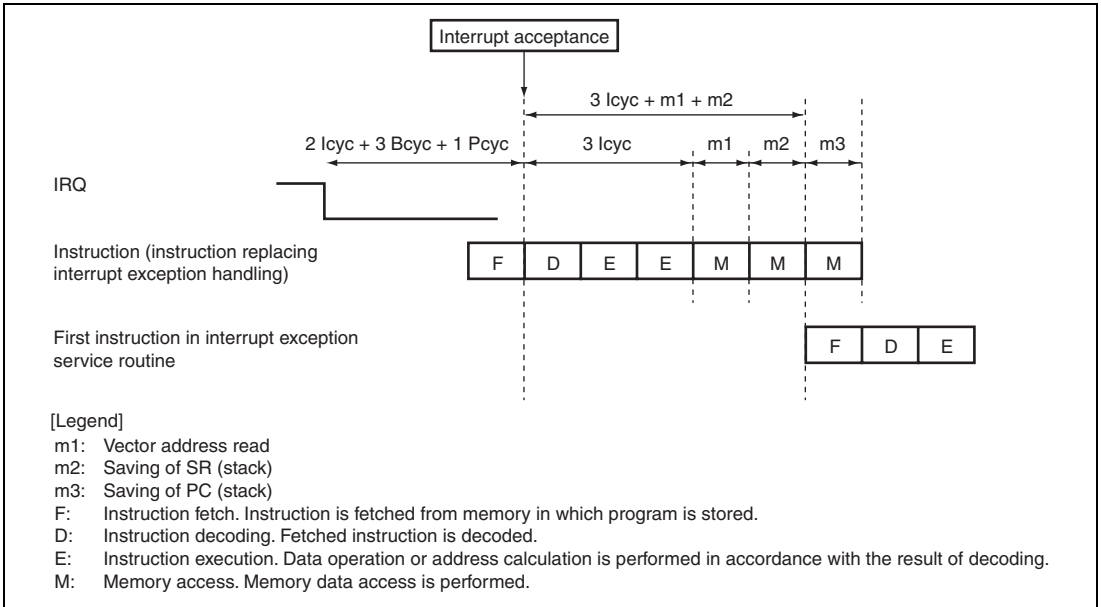 Interrupt acceptance
3 Icyc + m1 + m2
2 Icyc + 3 Bcyc + 1 Pcyc
3 Icyc
m1
m2
m3
IRQ
Instruction (instruction replacing
interrupt exception handling)
F D E E M M M
First instruction in interrupt exception
service routine
F D E
[Legend]
m1: Vector address read
m2: Saving of SR (stack)
m3: Saving of PC (stack)
F: Instruction fetch. Instruction is fetched from memory in which program is stored.
D: Instruction decoding. Fetched instruction is decoded.
E: Instruction execution. Data operation or address calculation is performed in accordance with the result of decoding.
M: Memory access. Memory data access is performed.